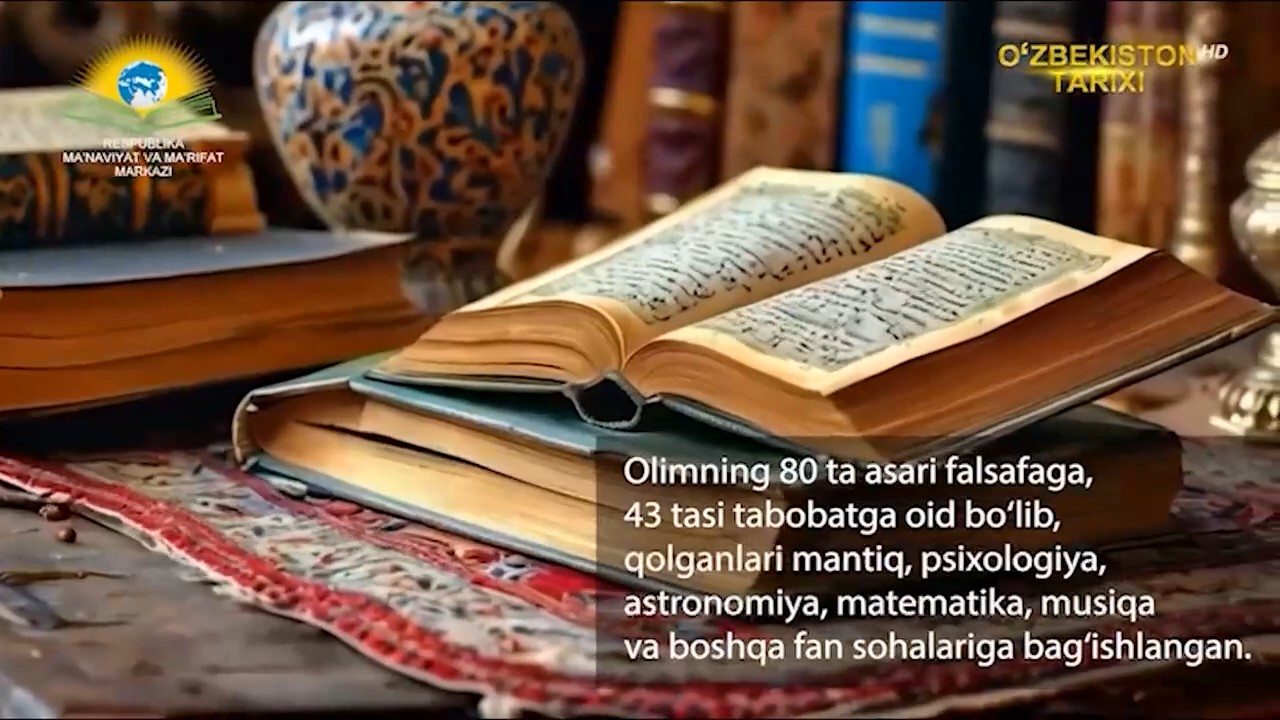 RESPUBLIKA
MA'NAVIYAT VA MA'RIFAT
MARKAZI
O‘ZBEKISTON HD
TARIXI
Olimning 80 ta asari falsafaga,
43 tasi tabobatga oid bo‘lib,
qolganlari mantiq, psixologiya,
astronomiya, matematika, musiqa
va boshqa fan sohalariga bag‘ishlangan.